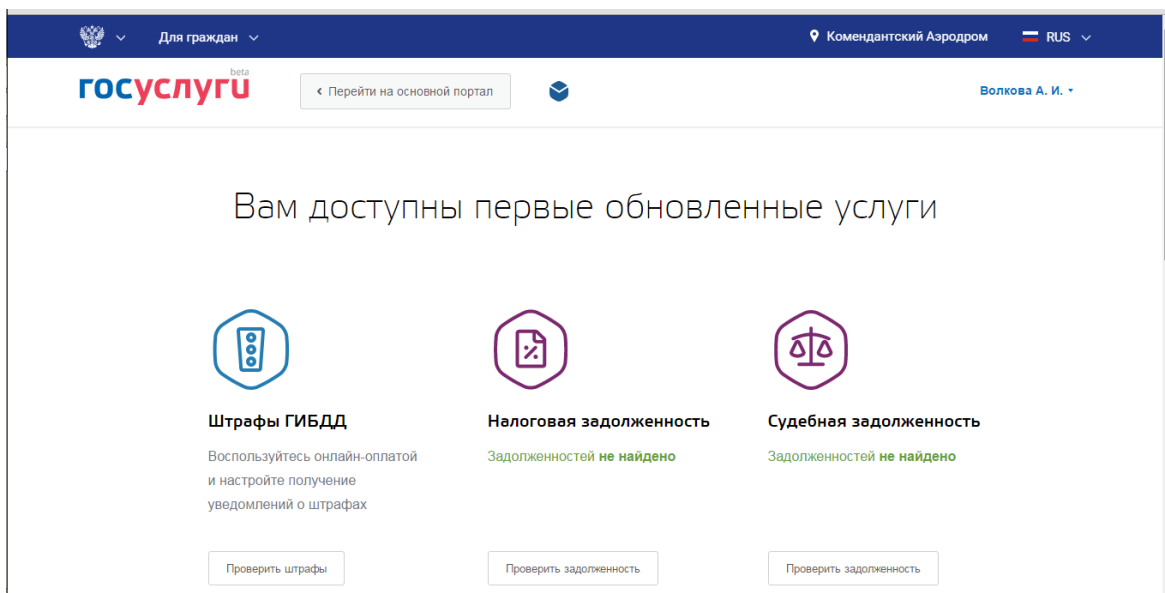 Для граждан
Комендантский Аэродром
RUS
госуслуги beta
Перейти на основной портал
Волкова А. И.
Вам доступны первые обновленные услуги
Штрафы ГИБДД
Воспользуйтесь онлайн-оплатой
и настройте получение
уведомлений о штрафах
Проверить штрафы
Налоговая задолженность
Задолженностей не найдено
Проверить задолженность
Судебная задолженность
Задолженностей не найдено
Проверить задолженность